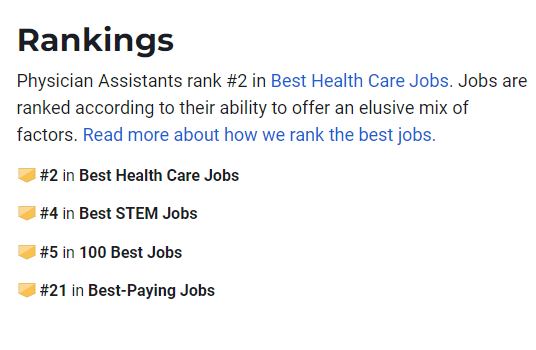 Rankings
Physician Assistants rank #2 in Best Health Care Jobs. Jobs are
ranked according to their ability to offer an elusive mix of
factors. Read more about how we rank the best jobs.
#2 in Best Health Care Jobs
#4 in Best STEM Jobs
#5 in 100 Best Jobs
#21 in Best-Paying Jobs